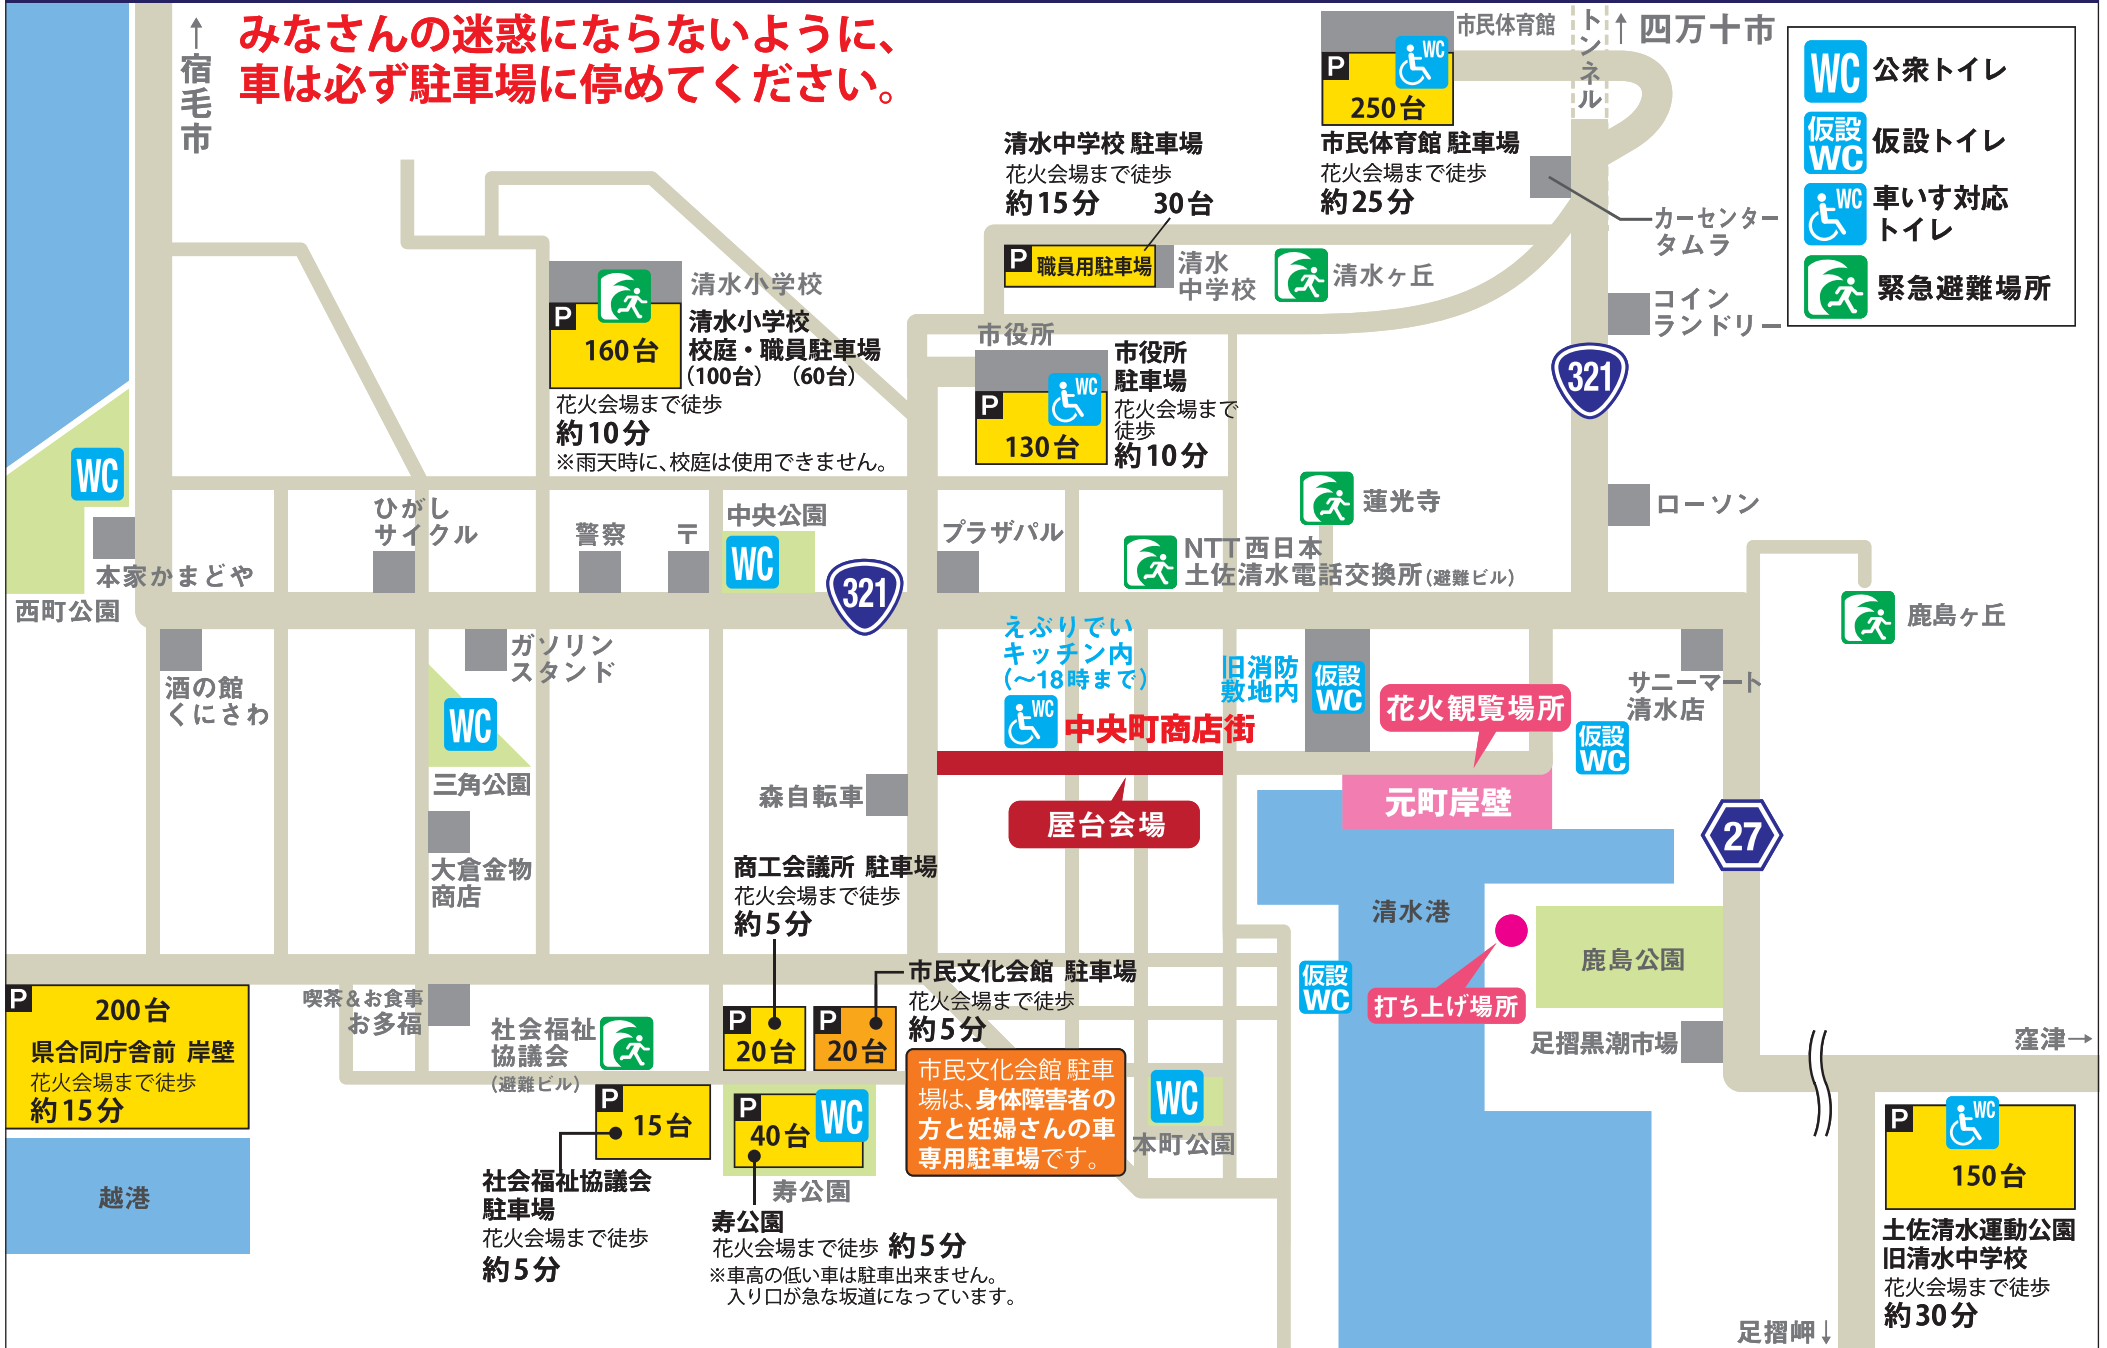 みなさんの迷惑にならないように、
車は必ず駐車場に停めてください。
↑
宿毛市
トンネル
↑
四万十市
市民体育館
P
WC
250台
市民体育館 駐車場
花火会場まで徒歩
約25分
WC 公衆トイレ
仮設
WC
仮設トイレ
WC
車いす対応
トイレ
緊急避難場所
カーセンター
タムラ
コイン
ランドリー
清水中学校 駐車場
花火会場まで徒歩
約15分
30台
P
職員用駐車場
清水
中学校
清水ヶ丘
清水小学校
P
160台
清水小学校
校庭・職員駐車場
(100台) (60台)
花火会場まで徒歩
約10分
※雨天時に、校庭は使用できません。
市役所
P
WC
130台
市役所
駐車場
花火会場まで
徒歩
約10分
321
WC
本家かまどや
西町公園
ひがし
サイクル
警察
〒
中央公園
WC
321
プラザパル
蓮光寺
NTT西日本
土佐清水電話交換所(避難ビル)
ローソン
鹿島ヶ丘
酒の館
くにさわ
ガソリン
スタンド
WC
三角公園
大倉金物
商店
えぶりでい
キッチン内
(〜18時まで)
WC
中央町商店街
屋台会場
旧消防
敷地内
仮設
WC
花火観覧場所
仮設
WC
サニーマート
清水店
森自転車
元町岸壁
27
清水港
鹿島公園
打ち上げ場所
仮設
WC
足摺黒潮市場
窪津→
商工会議所 駐車場
花火会場まで徒歩
約5分
市民文化会館 駐車場
花火会場まで徒歩
約5分
P
20台
P
20台
市民文化会館 駐車
場は、身体障害者の
方と妊婦さんの車
専用駐車場です。
P
200台
県合同庁舎前 岸壁
花火会場まで徒歩
約15分
越港
喫茶&お食事
お多福
社会福祉
協議会
(避難ビル)
P
15台
社会福祉協議会
駐車場
花火会場まで徒歩
約5分
P
40台
WC
寿公園
寿公園
花火会場まで徒歩 約5分
※車高の低い車は駐車出来ません。
入り口が急な坂道になっています。
WC
本町公園
P
WC
150台
土佐清水運動公園
旧清水中学校
花火会場まで徒歩
約30分
足摺岬↓